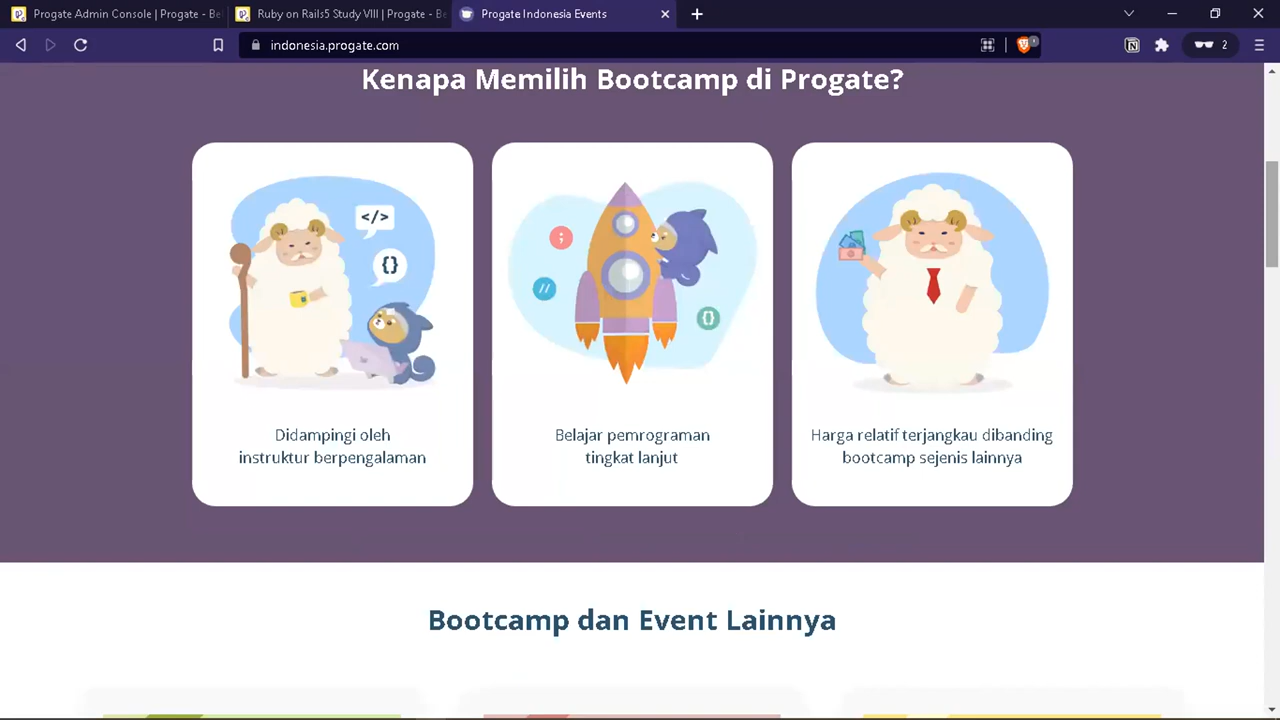 Progate Admin Console | Progate - Be
Ruby on Rails5 Study VIII | Progate - Be
Progate Indonesia Events
indonesia.progate.com
2
Kenapa Memilih Bootcamp di Progate?
</>
{}
;
//
{}
Didampingi oleh
instruktur berpengalaman
Belajar pemrograman
tingkat lanjut
Harga relatif terjangkau dibanding
bootcamp sejenis lainnya
Bootcamp dan Event Lainnya